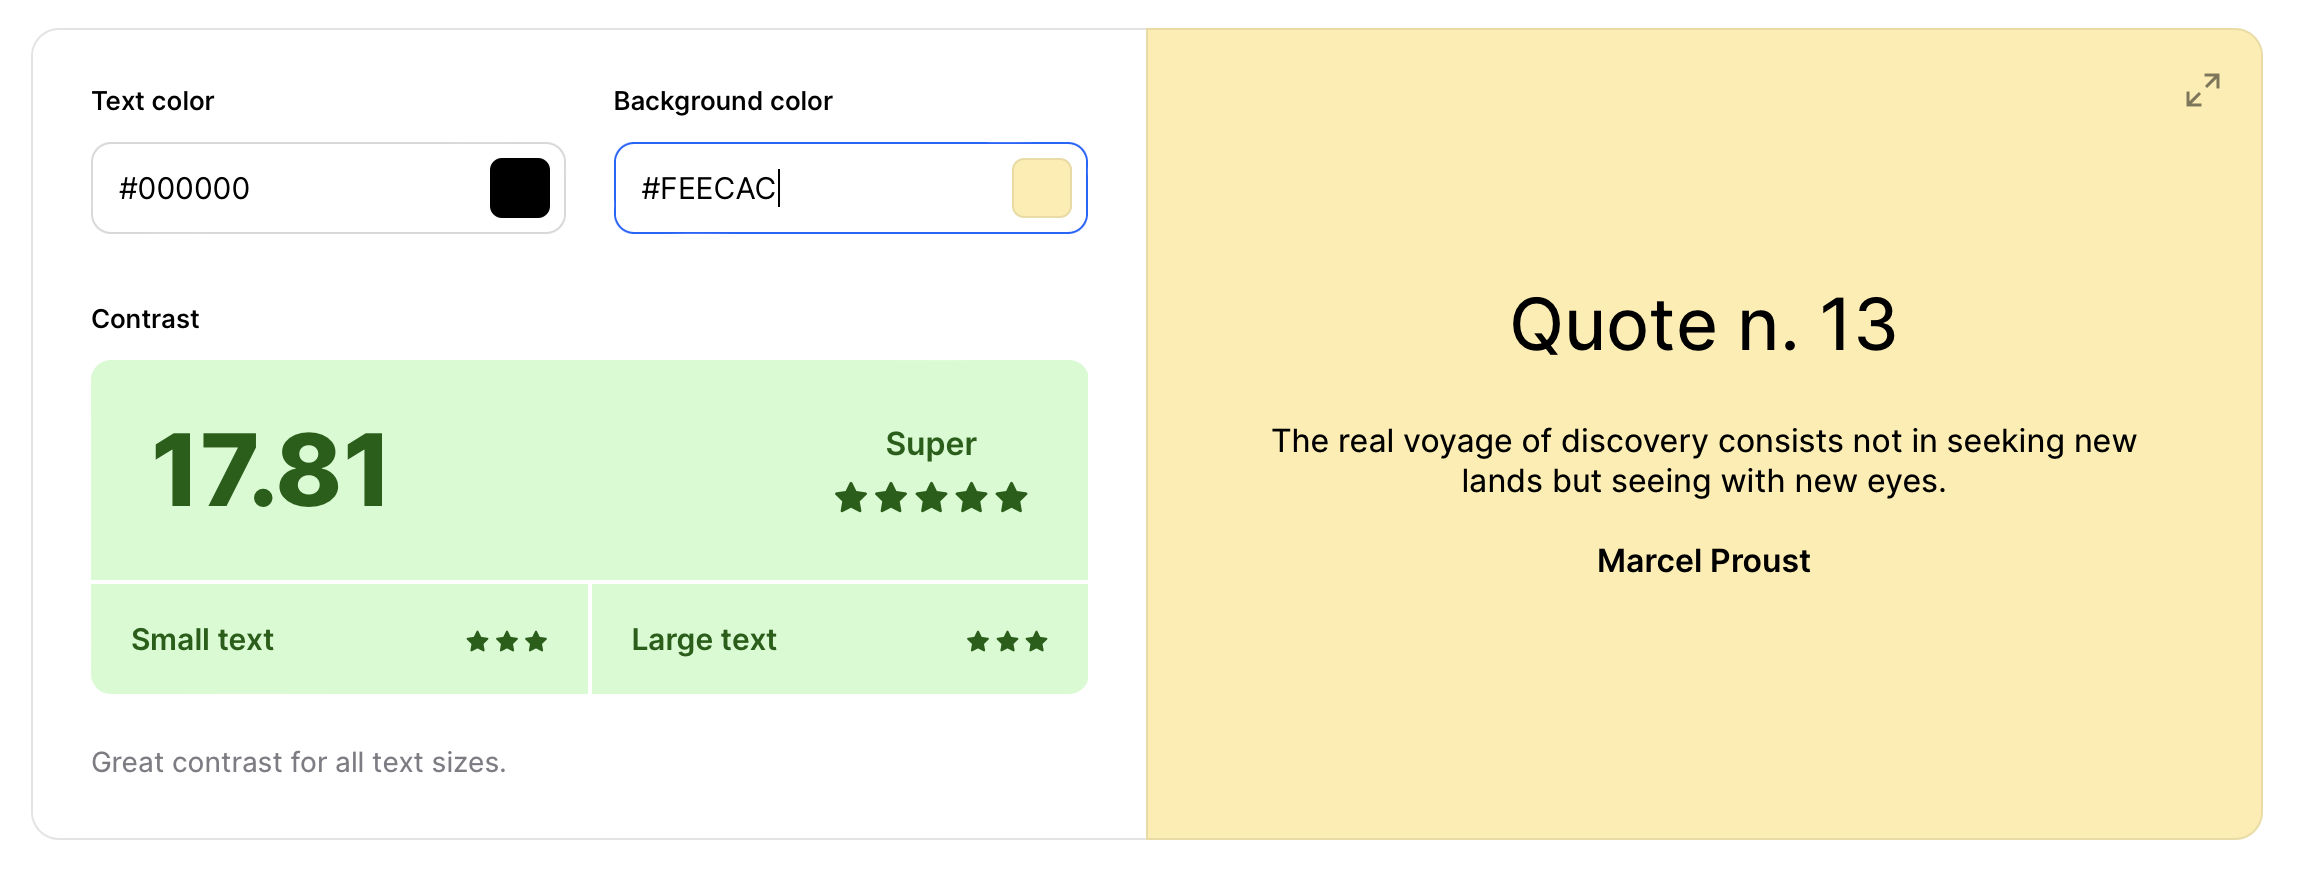 Text color
Background color
#000000
#FEECAC
Contrast
17.81
Super
Small text
Large text
Great contrast for all text sizes.
Quote n. 13
The real voyage of discovery consists not in seeking new
lands but seeing with new eyes.
Marcel Proust